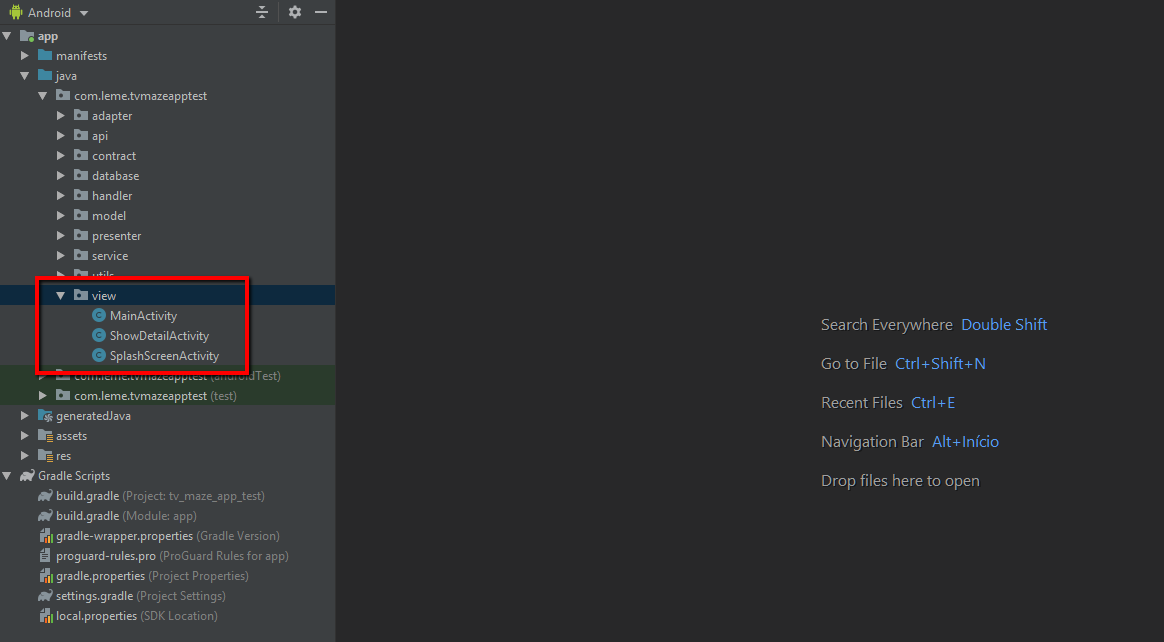 Android
app
manifests
java
com.leme.tvmazeapptest
adapter
api
contract
database
handler
model
presenter
service
utils
view
MainActivity
ShowDetailActivity
SplashScreenActivity
com.leme.tvmazeapptest (androidTest)
com.leme.tvmazeapptest (test)
generatedJava
assets
res
Gradle Scripts
build.gradle (Project: tv_maze_app_test)
build.gradle (Module: app)
gradle-wrapper.properties (Gradle Version)
proguard-rules.pro (ProGuard Rules for app)
gradle.properties (Project Properties)
settings.gradle (Project Settings)
local.properties (SDK Location)
Search Everywhere Double Shift
Go to File Ctrl+Shift+N
Recent Files Ctrl+E
Navigation Bar Alt+Início
Drop files here to open